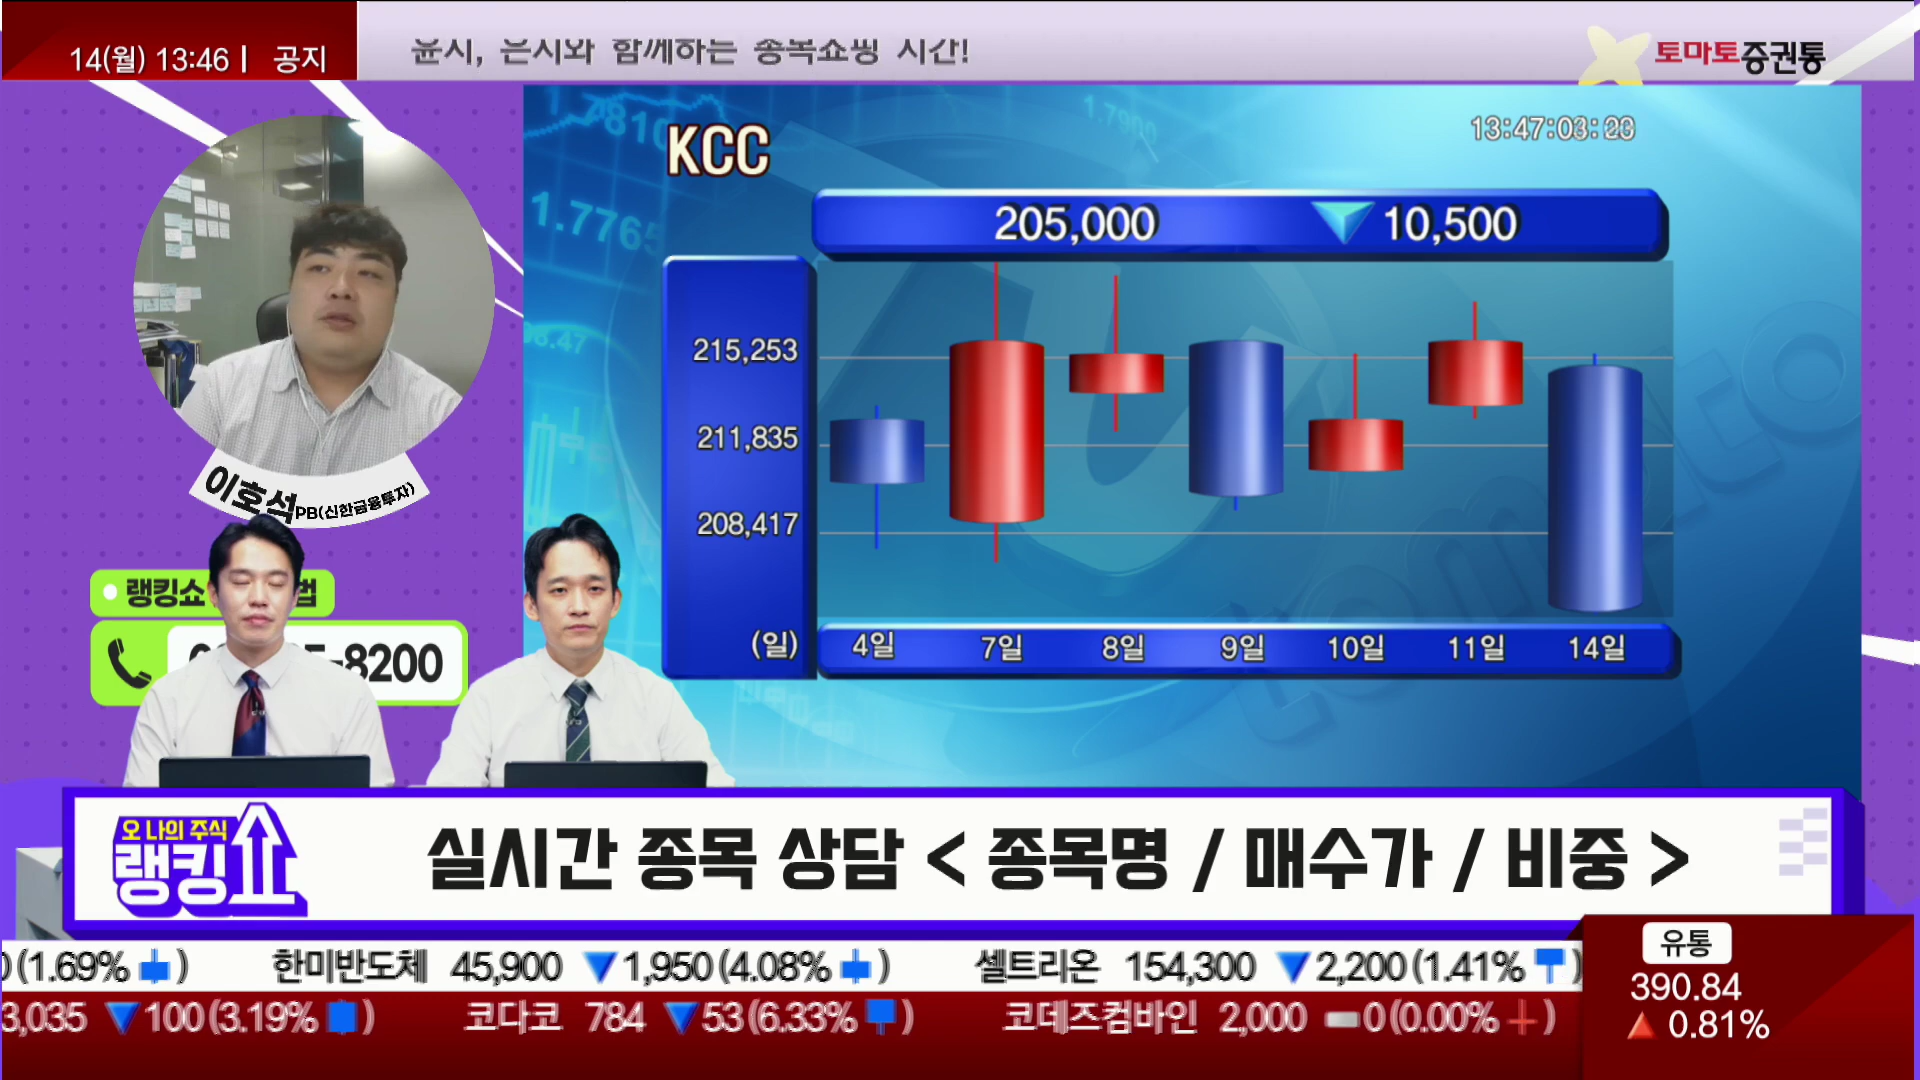 14(월) 13:46 | 공지
함께하는 종목쇼핑 시간!
토마토증권통
1.7810
1.7900
1.7765
KCC
13:47:03:
205,000 ▼ 10,500
215,253
211,835
208,417
(일) 4일 7일 8일 9일 10일 11일 14일
이호석PB(신한금융투자)
랭킹쇼
-8200
오 나의 주식
랭킹쇼
실시간 종목 상담 < 종목명 / 매수가 / 비중 >
(1.69% ) 한미반도체 45,900 ▼1,950(4.08% ) 셀트리온 154,300 ▼2,200(1.41% )
3,035 ▼100(3.19% ) 코다코 784 ▼53(6.33% ) 코데즈컴바인 2,000 0(0.00% )
유통
390.84
▲ 0.81%